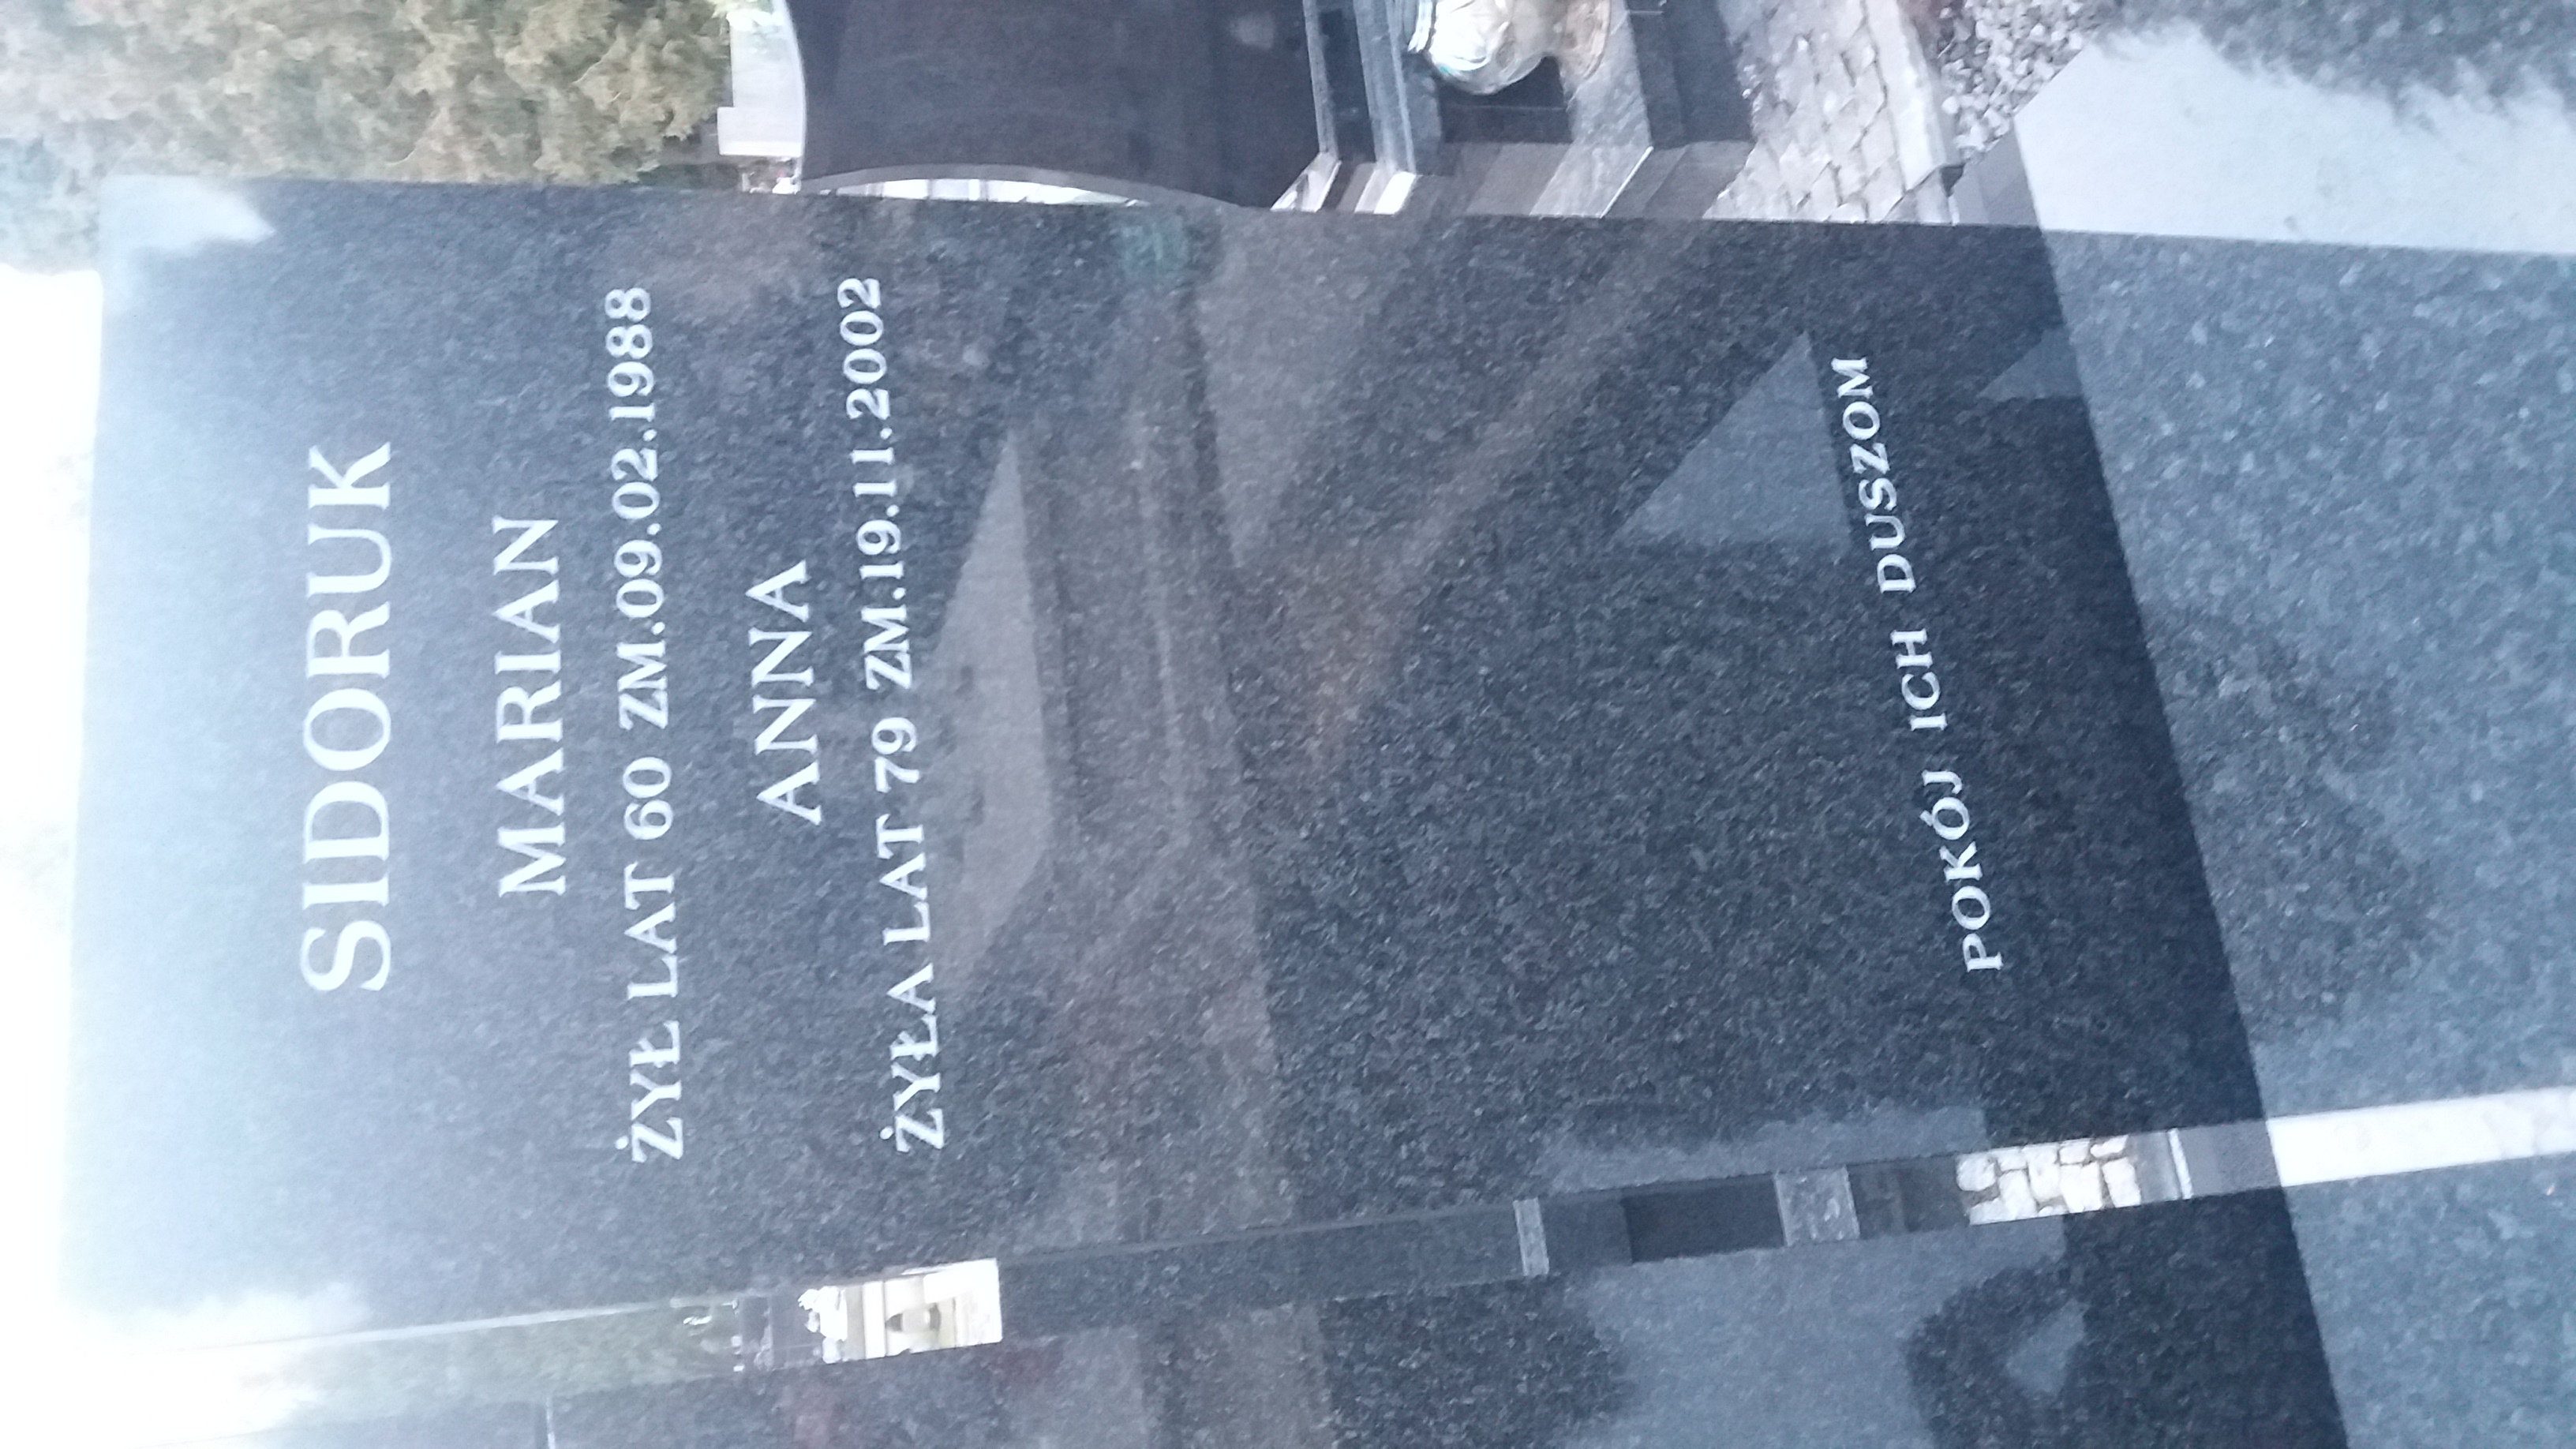 SIDORUK
MARIAN
ŻYŁ LAT 60 ZM.09.02.1988
ANNA
ŻYŁA LAT 79 ZM.19.11.2002
POKÓJ ICH DUSZOM